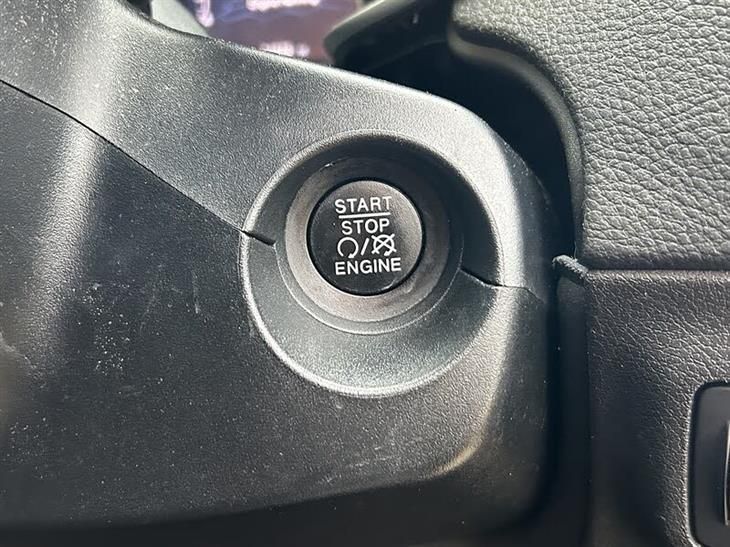 START
STOP
/
ENGINE